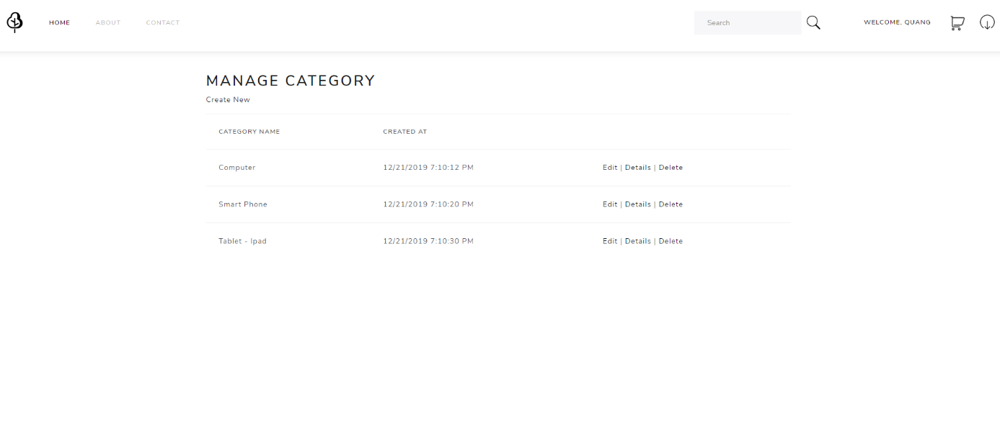 HOME ABOUT CONTACT Search WELCOME, QUANG
MANAGE CATEGORY
Create New
CATEGORY NAME CREATED AT
Computer 12/21/2019 7:10:12 PM Edit | Details | Delete
Smart Phone 12/21/2019 7:10:20 PM Edit | Details | Delete
Tablet - Ipad 12/21/2019 7:10:30 PM Edit | Details | Delete